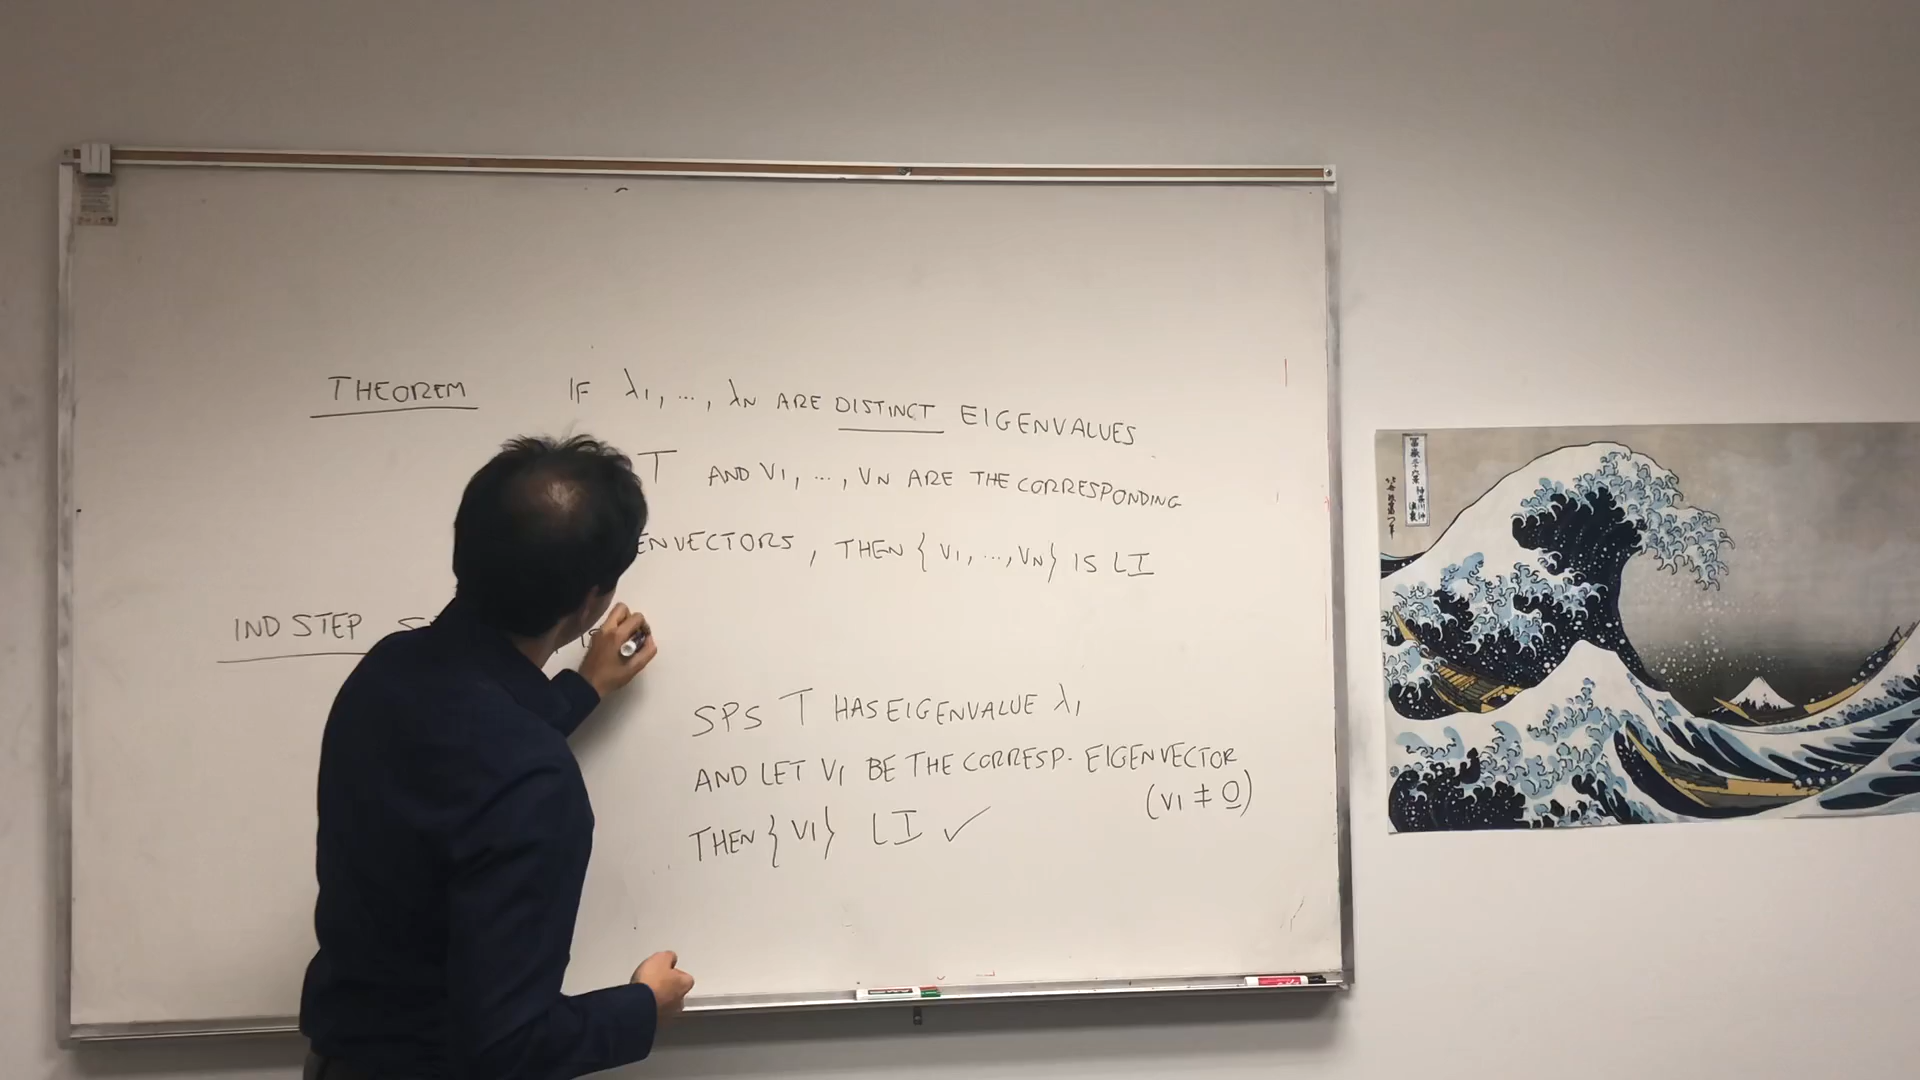 THEOREM IF λ1, ..., λN ARE DISTINCT EIGENVALUES
T AND V1, ..., VN ARE THE CORRESPONDING
ENVECTORS, THEN {V1, ..., VN} IS LI
IND STEP
SPS T HAS EIGENVALUE λ1
AND LET V1 BE THE CORRESP. EIGENVECTOR
(V1 ≠ 0)
THEN {V1} LI ✓